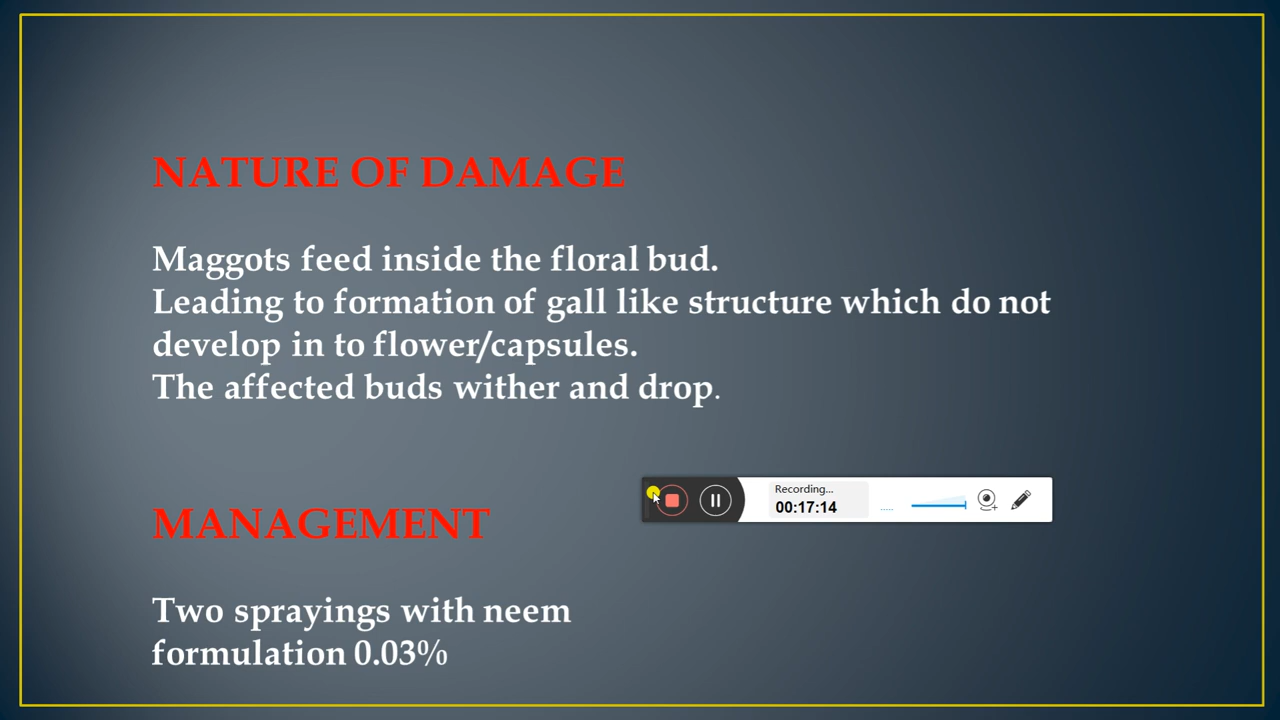 NATURE OF DAMAGE
Maggots feed inside the floral bud.
Leading to formation of gall like structure which do not
develop in to flower/capsules.
The affected buds wither and drop.
Recording...
00:17:14
MANAGEMENT
Two sprayings with neem
formulation 0.03%